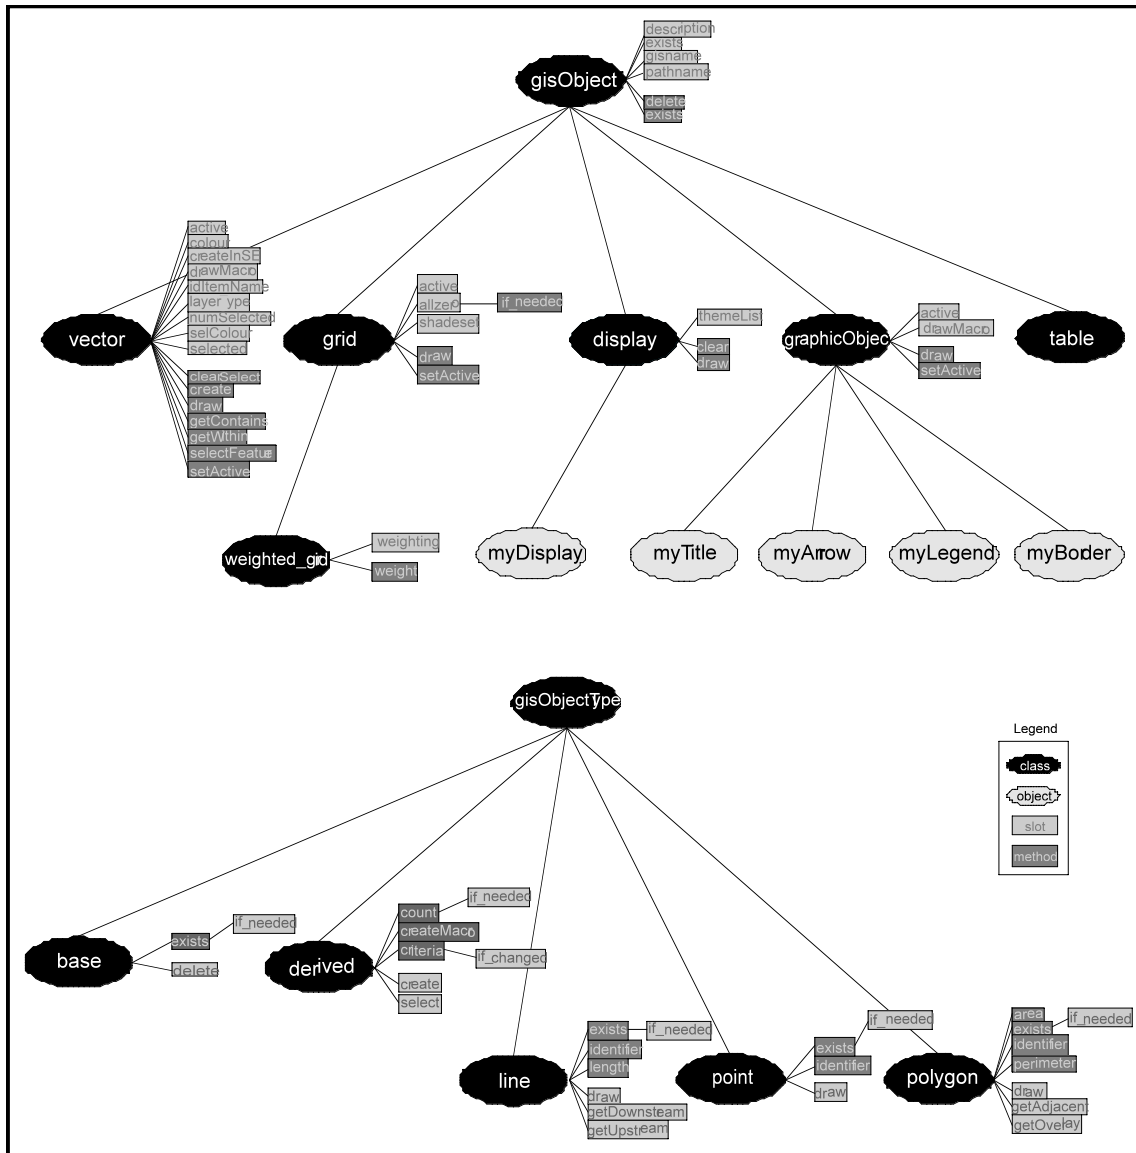 description
exists
gisname
pathname
gisObject
delete
exists
active
colour
createInSE
drawMacro
idItemName
layer ype
numSelected
selColour
selected
vector
clearSelect
create
draw
getContains
getWithin
selectFeature
setActive
active
allzero
if_needed
shadeset
grid
draw
setActive
themeList
display
clear
draw
active
drawMacro
graphicObjec
draw
setActive
table
weighted_grid
weighting
weight
myDisplay
myTitle
myArrow
myLegend
myBorder
gisObjectType
Legend
class
object
slot
method
base
exists
if_needed
delete
derived
count
if_needed
createMacro
criteria
if_changed
create
select
line
exists
if_needed
identifier
length
draw
getDownstream
getUpstream
point
if_needed
exists
identifier
draw
polygon
area
exists
if_needed
identifier
perimeter
draw
getAdjacent
getOverlay